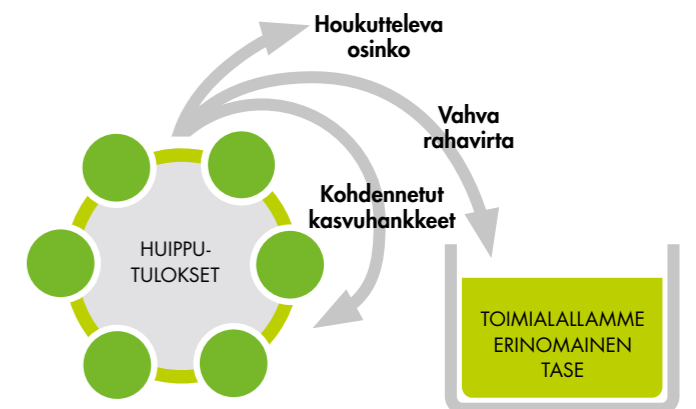 Houkutteleva
osinko
Vahva
rahavirta
Kohdennetut
kasvuhankkeet
HUIPPU-
TULOKSET
TOIMIALALLAMME
ERINOMAINEN
TASE